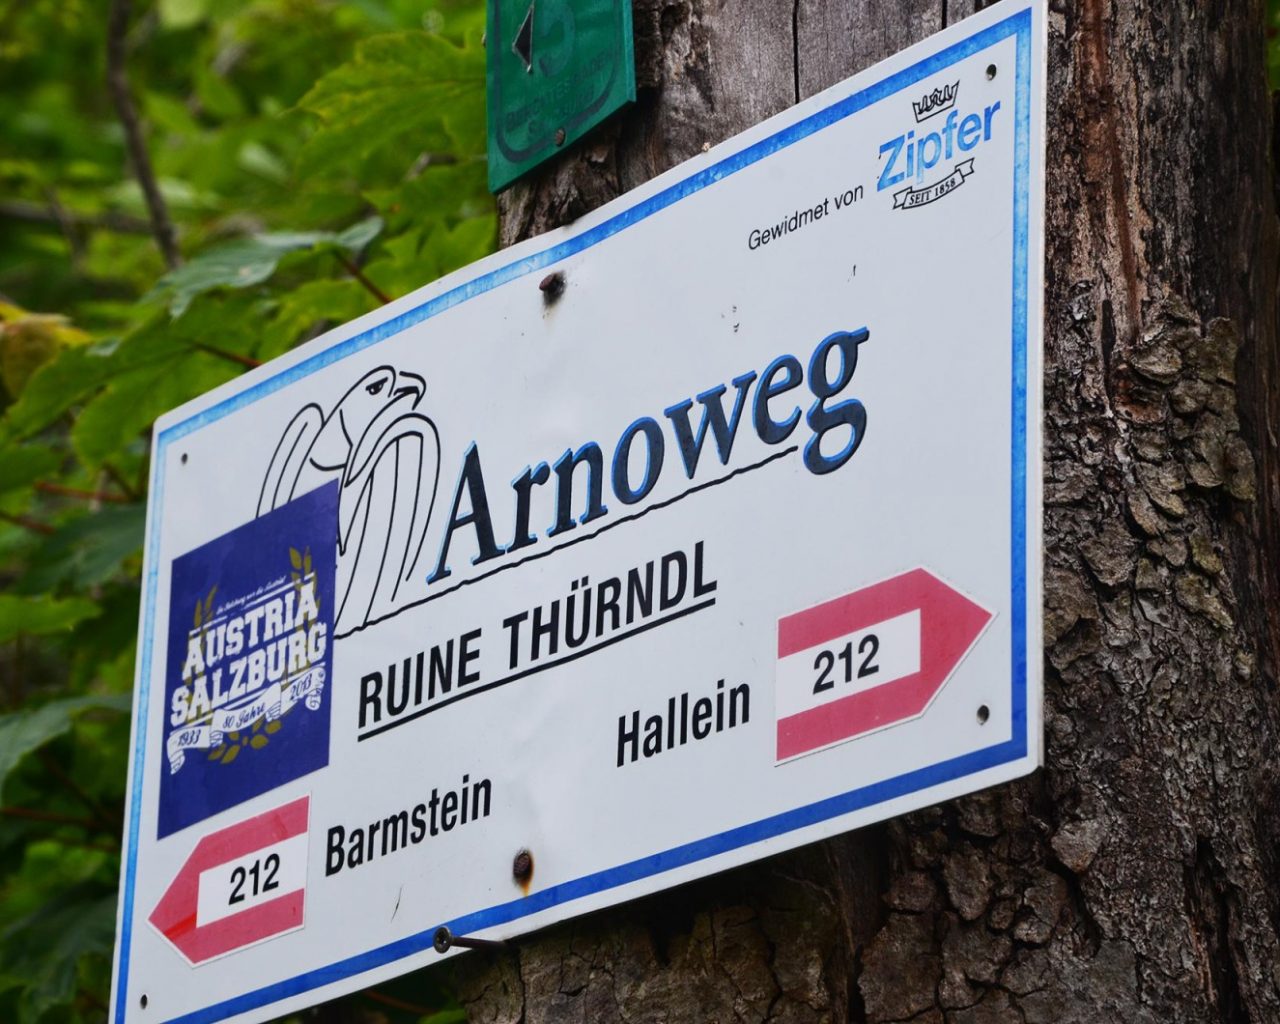 Zipfer
SEIT 1858
Gewidmet von
Arnoweg
RUINE THÜRNDL
AUSTRIA
SALZBURG
1933 80 Jahre 2013
Hallein 212
212 Barmstein